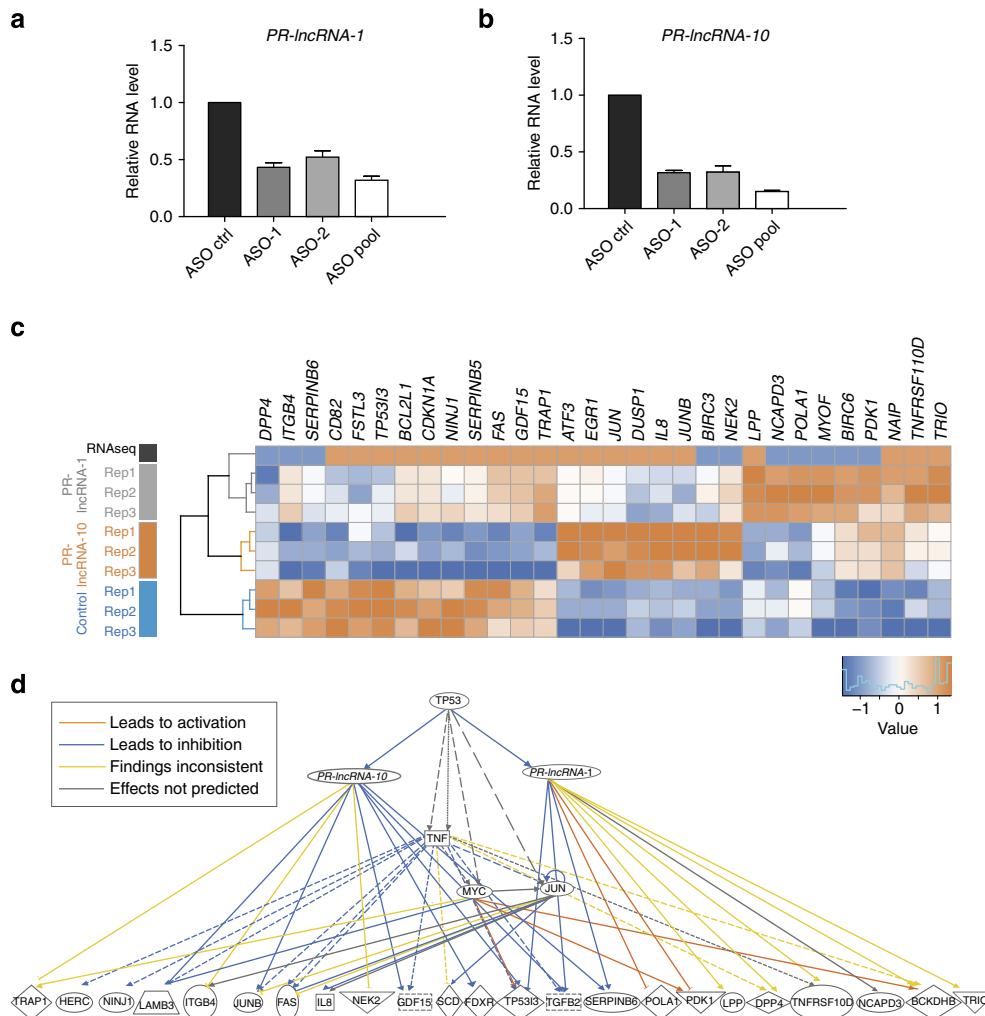 a
PR-lncRNA-1
Relative RNA level
1.5
1.0
0.5
0.0
ASO ctrl
ASO-1
ASO-2
ASO pool
b
PR-lncRNA-10
Relative RNA level
1.5
1.0
0.5
0.0
ASO ctrl
ASO-1
ASO-2
ASO pool
c
DPP4
ITGB4
SERPINB6
CD82
FSTL3
TP53I3
BCL2L1
CDKN1A
NINJ1
SERPINB5
FAS
GDF15
TRAP1
ATF3
EGR1
JUN
DUSP1
IL8
JUNB
BIRC3
NEK2
LPP
NCAPD3
POLA1
MYOF
BIRC6
PDK1
NAIP
TNFRSF110D
TRIO
RNAseq
PR-
lncRNA-1
Rep1
Rep2
Rep3
PR-
lncRNA-10
Rep1
Rep2
Rep3
Control
Rep1
Rep2
Rep3
−1 0 1
Value
d
Leads to activation
Leads to inhibition
Findings inconsistent
Effects not predicted
TP53
PR-lncRNA-10
PR-lncRNA-1
TNF
MYC
JUN
TRAP1
HERC
NINJ1
LAMB3
ITGB4
JUNB
FAS
IL8
NEK2
GDF15
SCD
FDXR
TP53I3
TGFB2
SERPINB6
POLA1
PDK1
LPP
DPP4
TNFRSF10D
NCAPD3
BCKDHB
TRIO